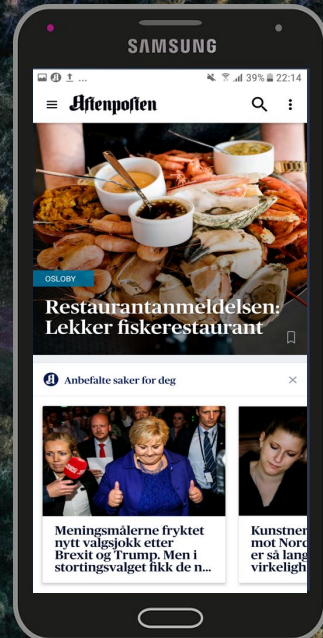 SAMSUNG
39% 22:14
Aftenposten
OSLOBY
Restaurantanmeldelsen:
Lekker fiskerestaurant
Anbefalte saker for deg
Meningsmålerne fryktet
nytt valgsjokk etter
Brexit og Trump. Men i
stortingsvalget fikk de n...
Kunstner
mot Nord
er så lang
virkeligh